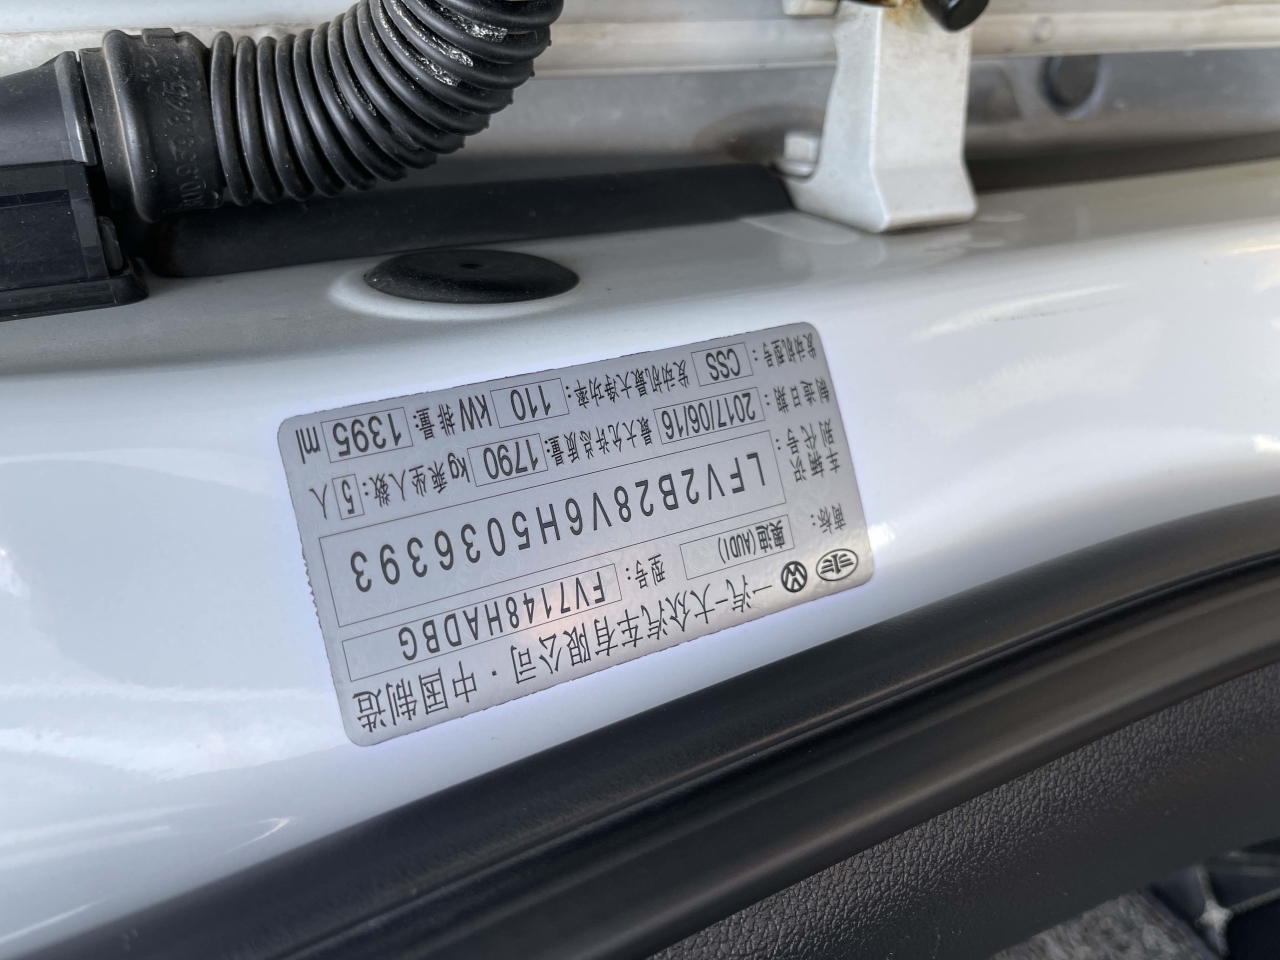 一汽-大众汽车有限公司·中国制造
商标: 奥迪(AUDI) 型号: FV7148HADBG
车辆识别代号: LFV2B28V6H5036393
制造日期: 2017/06/16 最大允许总质量: 1790 kg 乘坐人数: 5 人
发动机型号: CSS 发动机最大净功率: 110 kW 排量: 1395 ml